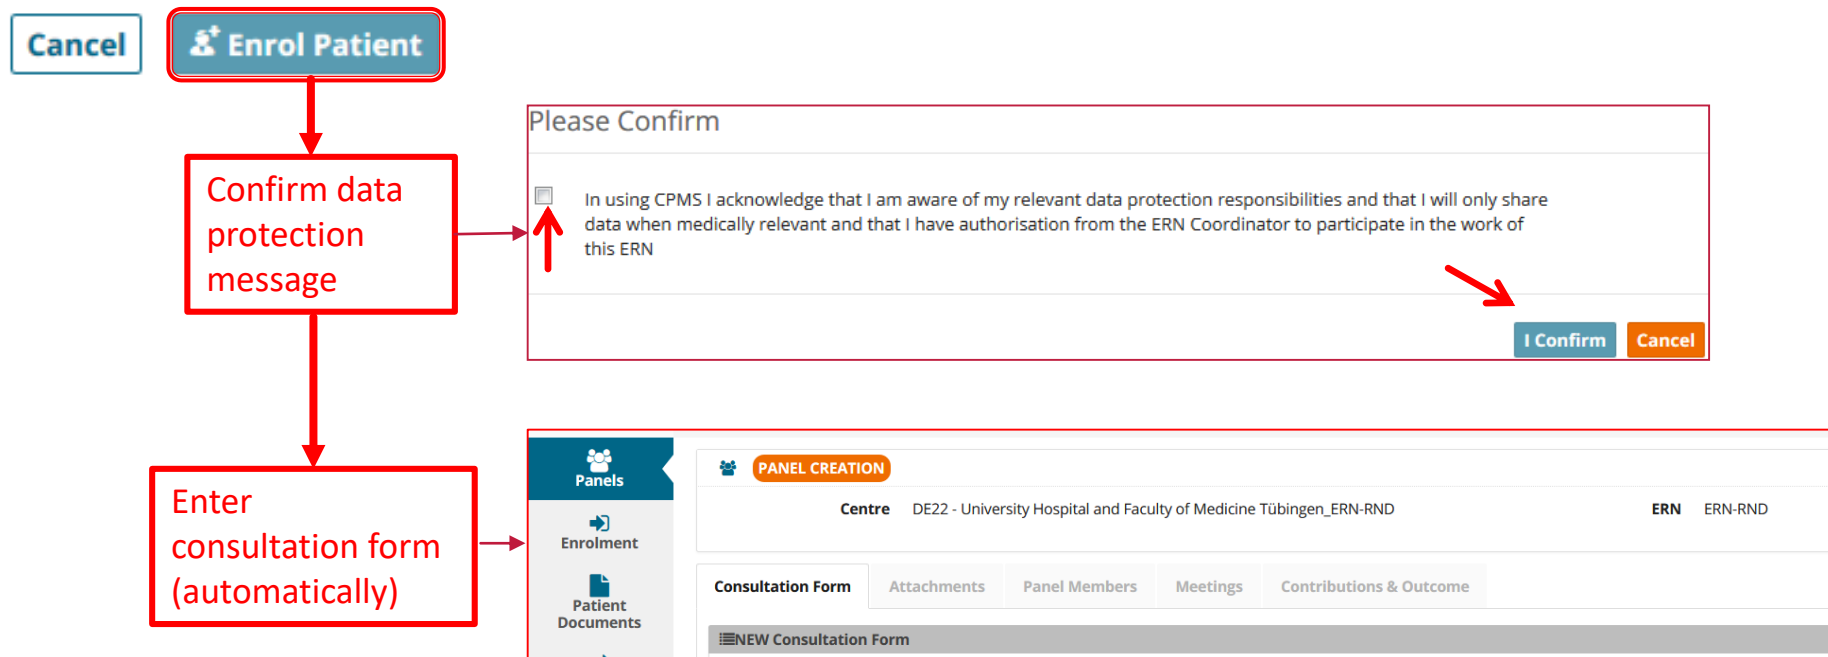 Cancel
Enrol Patient
Please Confirm
Confirm data
protection
message
In using CPMS I acknowledge that I am aware of my relevant data protection responsibilities and that I will only share
data when medically relevant and that I have authorisation from the ERN Coordinator to participate in the work of
this ERN
I Confirm Cancel
Enter
consultation form
(automatically)
Panels
Enrolment
Patient
Documents
PANEL CREATION
Centre DE22 - University Hospital and Faculty of Medicine Tübingen_ERN-RND ERN ERN-RND
Consultation Form Attachments Panel Members Meetings Contributions & Outcome
NEW Consultation Form